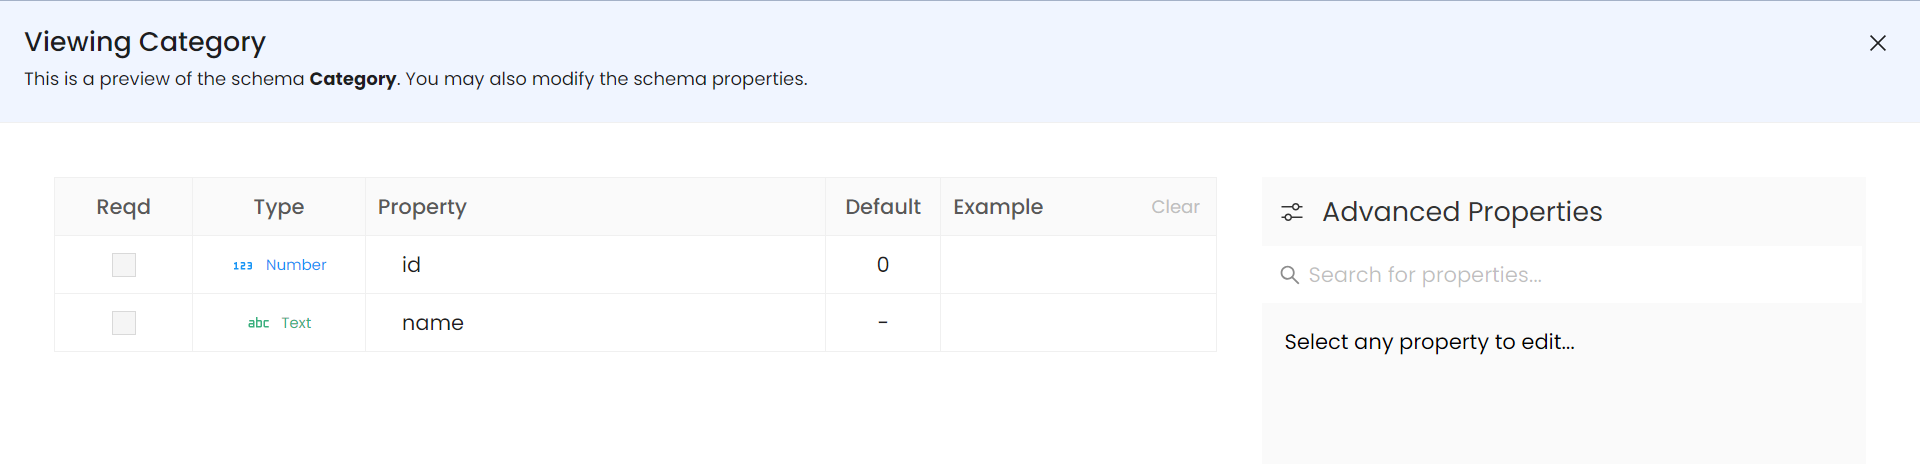 Viewing Category
This is a preview of the schema Category. You may also modify the schema properties.
Reqd Type Property Default Example Clear
123 Number id 0
abc Text name -
Advanced Properties
Search for properties...
Select any property to edit...